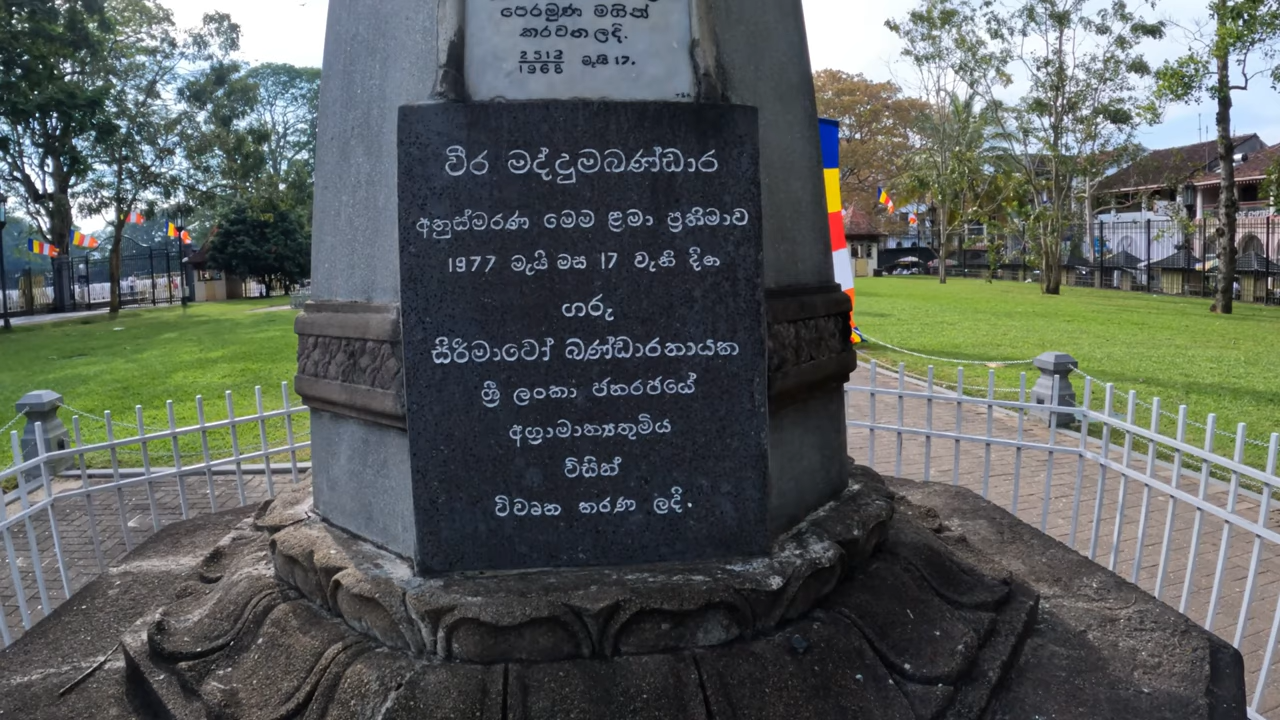 පෙරමුණ මගින්
කරවන ලදි.
2512
1968 මැයි 17.
වීර මද්දුමබණ්ඩාර
අනුස්මරණ මෙම ළමා ප්‍රතිමාව
1977 මැයි මස 17 වැනි දින
ගරු
සිරිමාවෝ බණ්ඩාරනායක
ශ්‍රී ලංකා ජනරජයේ
අග්‍රාමාත්‍යතුමිය
විසින්
විවෘත කරණ ලදි.